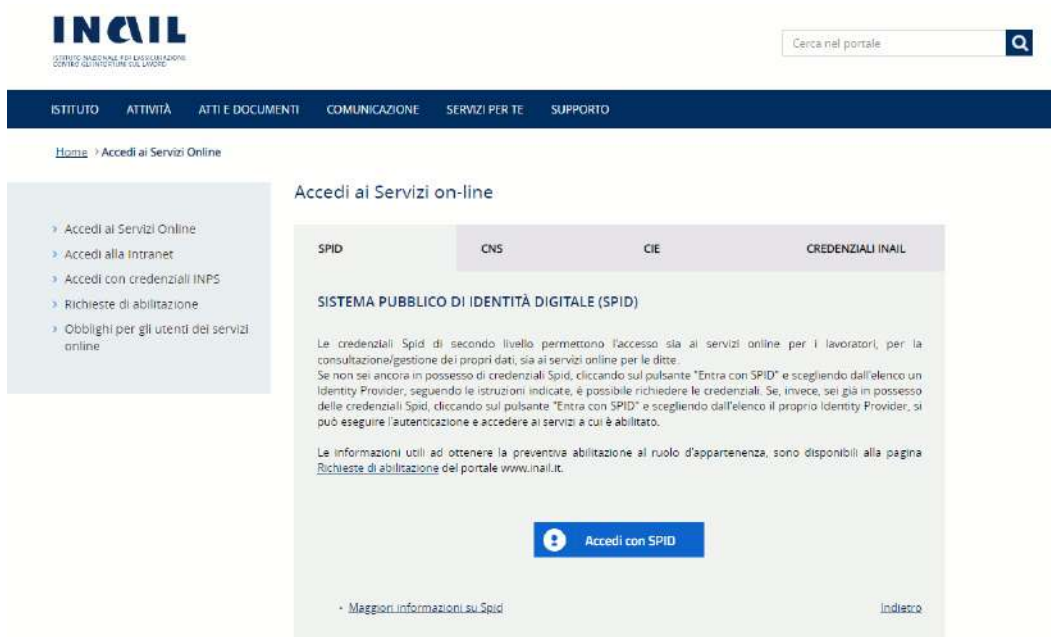 INAIL
ISTITUTO NAZIONALE PER L'ASSICURAZIONE
CONTRO GLI INFORTUNI SUL LAVORO
Cerca nel portale
ISTITUTO ATTIVITÀ ATTI E DOCUMENTI COMUNICAZIONE SERVIZI PER TE SUPPORTO
Home > Accedi ai Servizi Online
Accedi ai Servizi Online
Accedi alla Intranet
Accedi con credenziali INPS
Richieste di abilitazione
Obblighi per gli utenti dei servizi
online
Accedi ai Servizi on-line
SPID CNS CIE CREDENZIALI INAIL
SISTEMA PUBBLICO DI IDENTITÀ DIGITALE (SPID)
Le credenziali Spid di secondo livello permettono l'accesso sia ai servizi online per i lavoratori, per la
consultazione/gestione dei propri dati, sia ai servizi online per le ditte.
Se non sei ancora in possesso di credenziali Spid, cliccando sul pulsante "Entra con SPID" e scegliendo dall'elenco un
Identity Provider, seguendo le istruzioni indicate, è possibile richiedere le credenziali. Se, invece, sei già in possesso
delle credenziali Spid, cliccando sul pulsante "Entra con SPID" e scegliendo dall'elenco il proprio Identity Provider, si
può eseguire l'autenticazione e accedere ai servizi a cui è abilitato.
Le informazioni utili ad ottenere la preventiva abilitazione al ruolo d'appartenenza, sono disponibili alla pagina
Richieste di abilitazione del portale www.inail.it.
Accedi con SPID
Maggiori informazioni su Spid
Indietro